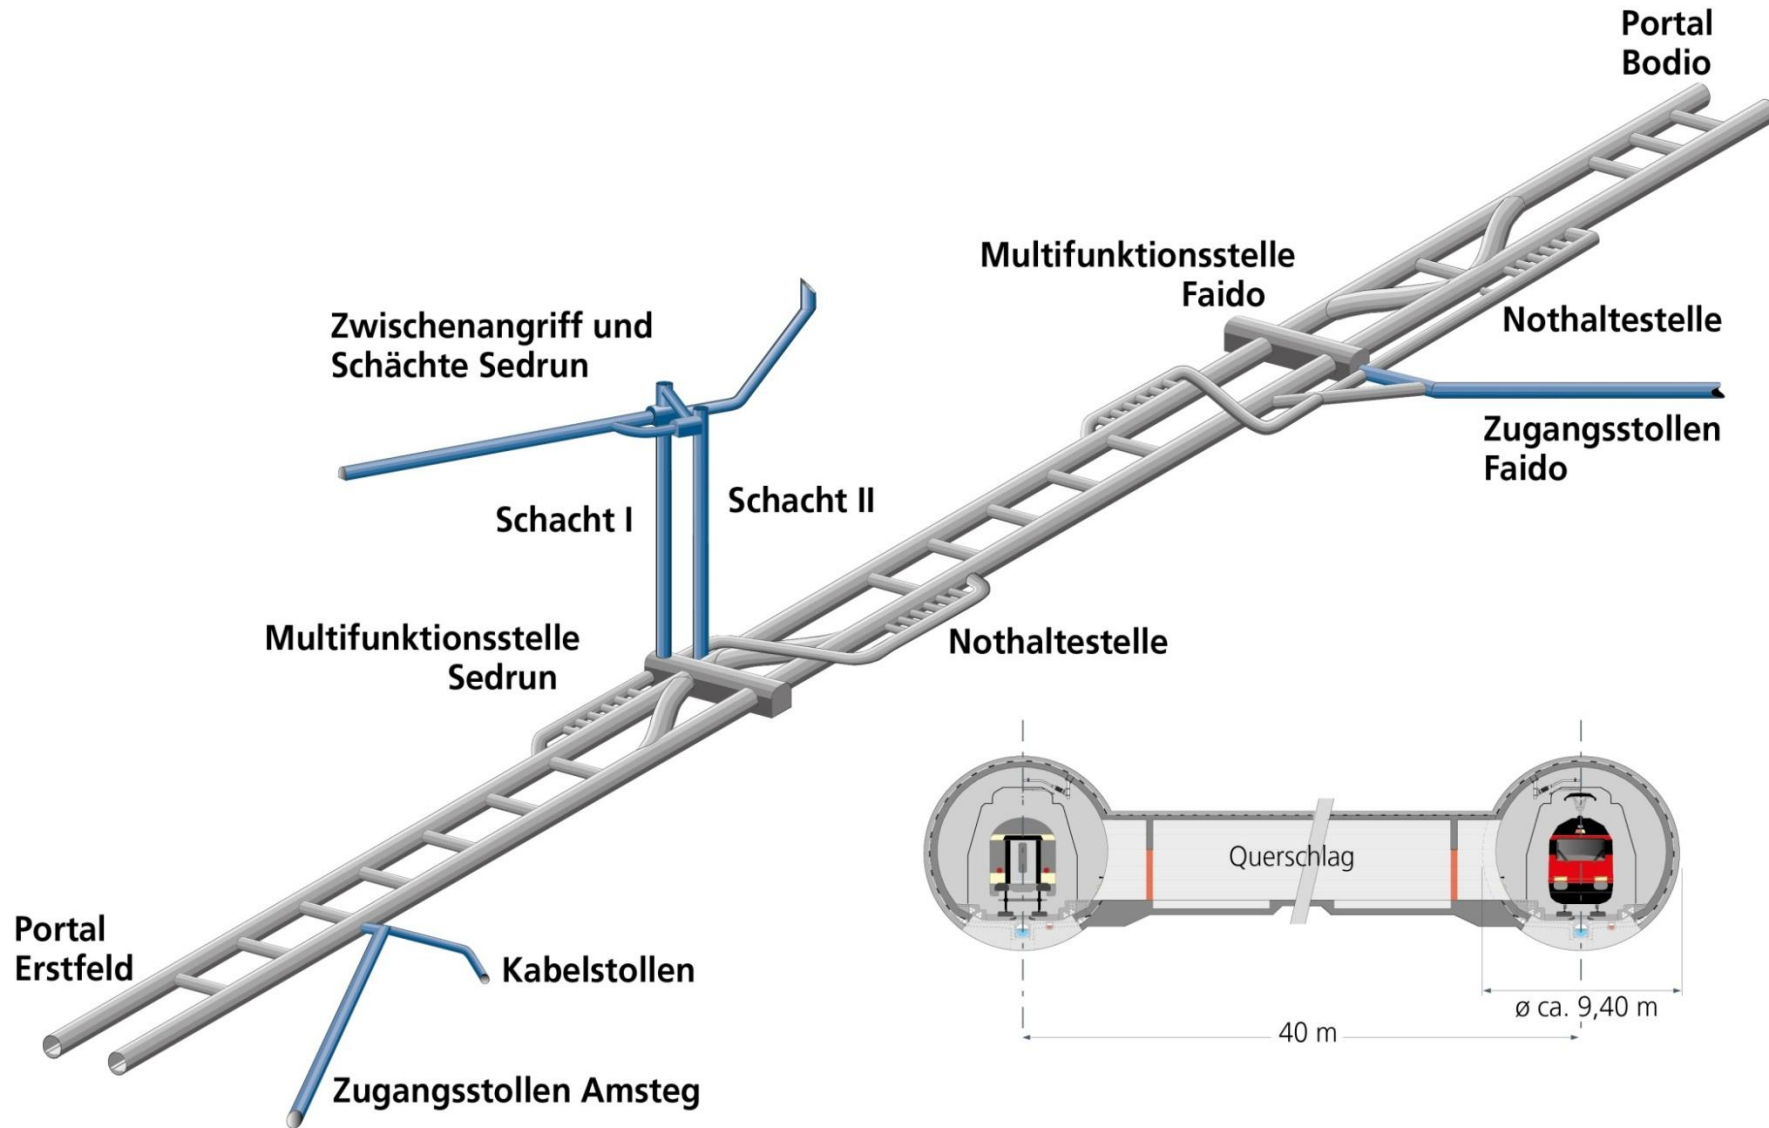 Portal
Bodio
Multifunktionsstelle
Faido
Nothaltestelle
Zwischenangriff und
Schächte Sedrun
Zugangsstollen
Faido
Schacht I
Schacht II
Multifunktionsstelle
Sedrun
Nothaltestelle
Querschlag
Portal
Erstfeld
Kabelstollen
ø ca. 9,40 m
40 m
Zugangsstollen Amsteg